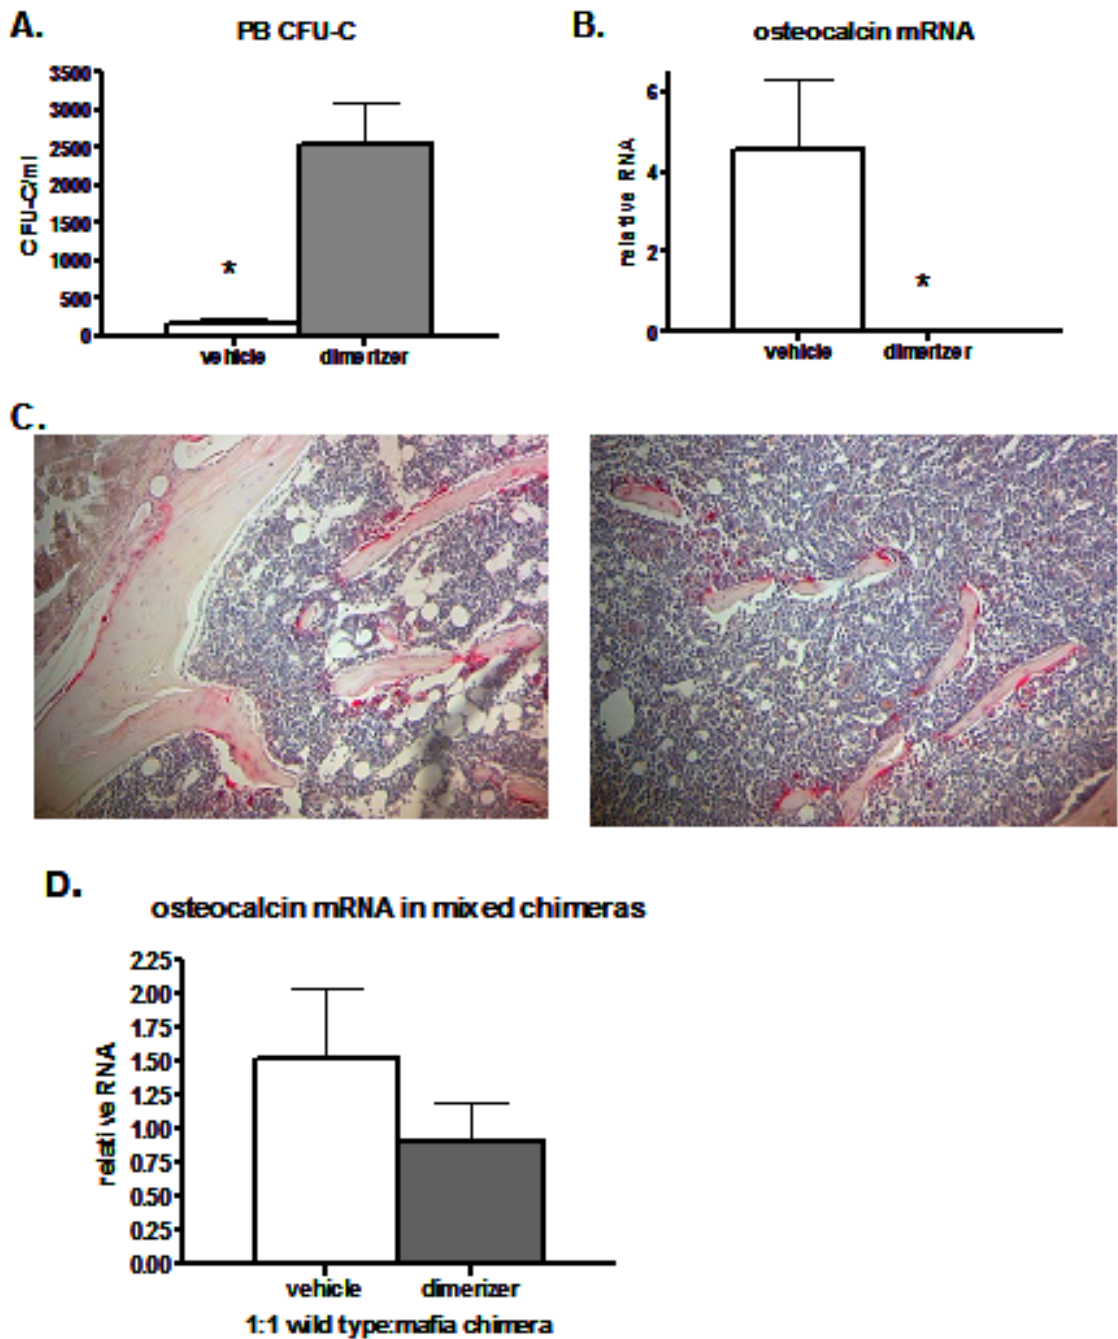 A.
PB CFU-C
3500
3000
2500
2000
1500
1000
500
0
CFU-C/ml
*
vehicle dimerizer
B.
osteocalcin mRNA
6
4
2
0
relative RNA
*
vehicle dimerizer
C.
D.
osteocalcin mRNA in mixed chimeras
2.25
2.00
1.75
1.50
1.25
1.00
0.75
0.50
0.25
0.00
relative RNA
vehicle dimerizer
1:1 wild type:mafia chimera